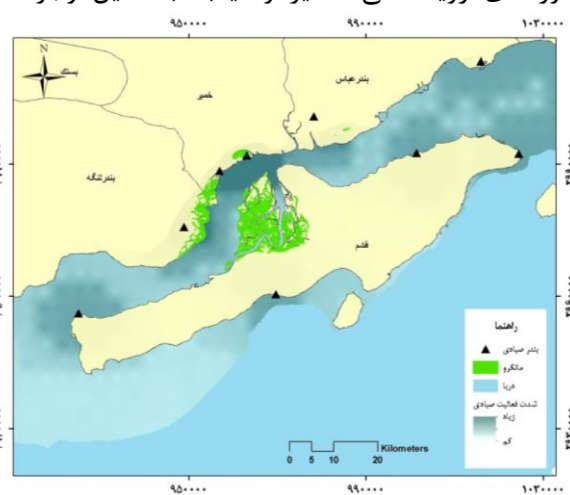 ۹۵۰۰۰۰ ۹۹۰۰۰۰ ۱۰۳۰۰۰۰
N
بستک
خمیر
بندرعباس
بندرلنگه
قشم
راهنما
بندر صیادی
مانگرو
دریا
شدت فعالیت صیادی
زیاد
کم
Kilometers
0 5 10 20
۹۵۰۰۰۰ ۹۹۰۰۰۰ ۱۰۳۰۰۰۰